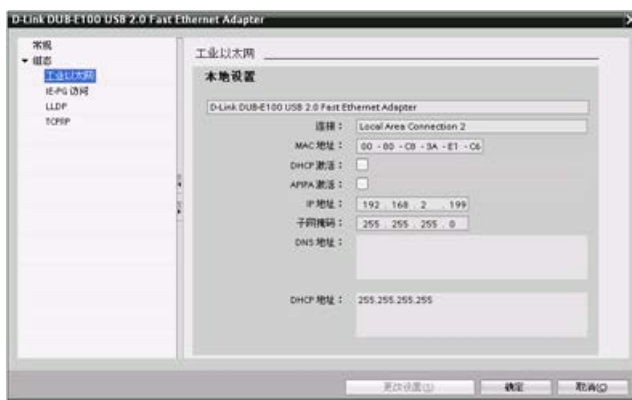 D-Link DUB-E100 USB 2.0 Fast Ethernet Adapter
常规
组态
工业以太网
IE-PG 访问
LLDP
TCP/IP
工业以太网
本地设置
D-Link DUB-E100 USB 2.0 Fast Ethernet Adapter
连接： Local Area Connection 2
MAC 地址： 00 - 80 - C8 - 3A - E1 - C6
DHCP 激活：
APIPA 激活：
IP 地址： 192 . 168 . 2 . 199
子网掩码： 255 . 255 . 255 . 0
DNS 地址：
DHCP 地址： 255.255.255.255
更改设置(U)
确定
取消(C)